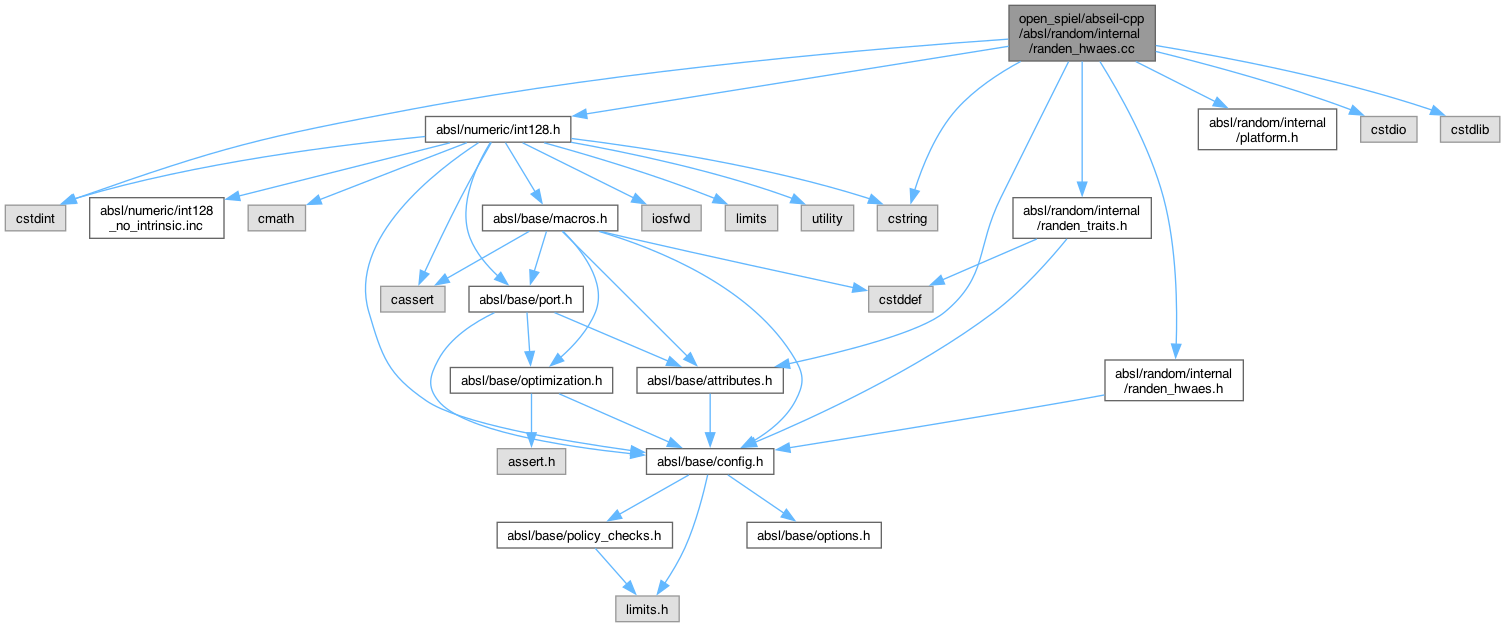 open_spiel/abseil-cpp
/absl/random/internal
/randen_hwaes.cc
absl/numeric/int128.h
absl/random/internal
/platform.h
cstdio
cstdlib
cstdint
absl/numeric/int128
_no_intrinsic.inc
cmath
absl/base/macros.h
iosfwd
limits
utility
cstring
absl/random/internal
/randen_traits.h
cassert
absl/base/port.h
cstddef
absl/base/optimization.h
absl/base/attributes.h
absl/random/internal
/randen_hwaes.h
assert.h
absl/base/config.h
absl/base/policy_checks.h
absl/base/options.h
limits.h